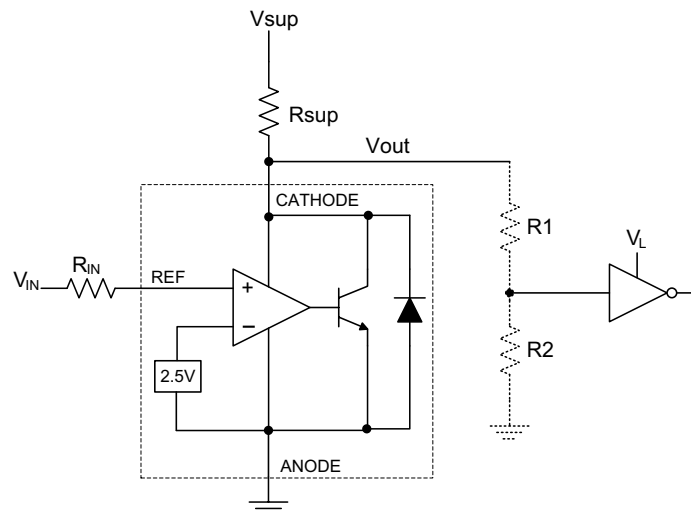 Vsup
Rsup
Vout
CATHODE
R1
RIN
VL
VIN
REF
+
–
R2
2.5V
ANODE